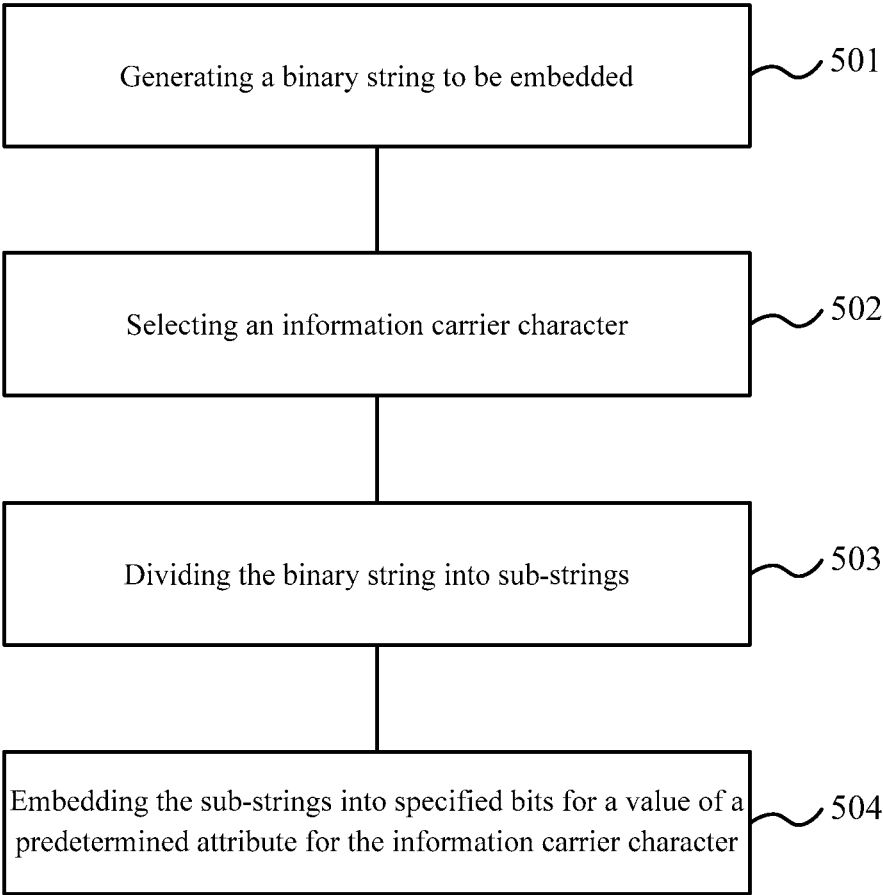 Generating a binary string to be embedded
501
Selecting an information carrier character
502
Dividing the binary string into sub-strings
503
Embedding the sub-strings into specified bits for a value of a
predetermined attribute for the information carrier character
504